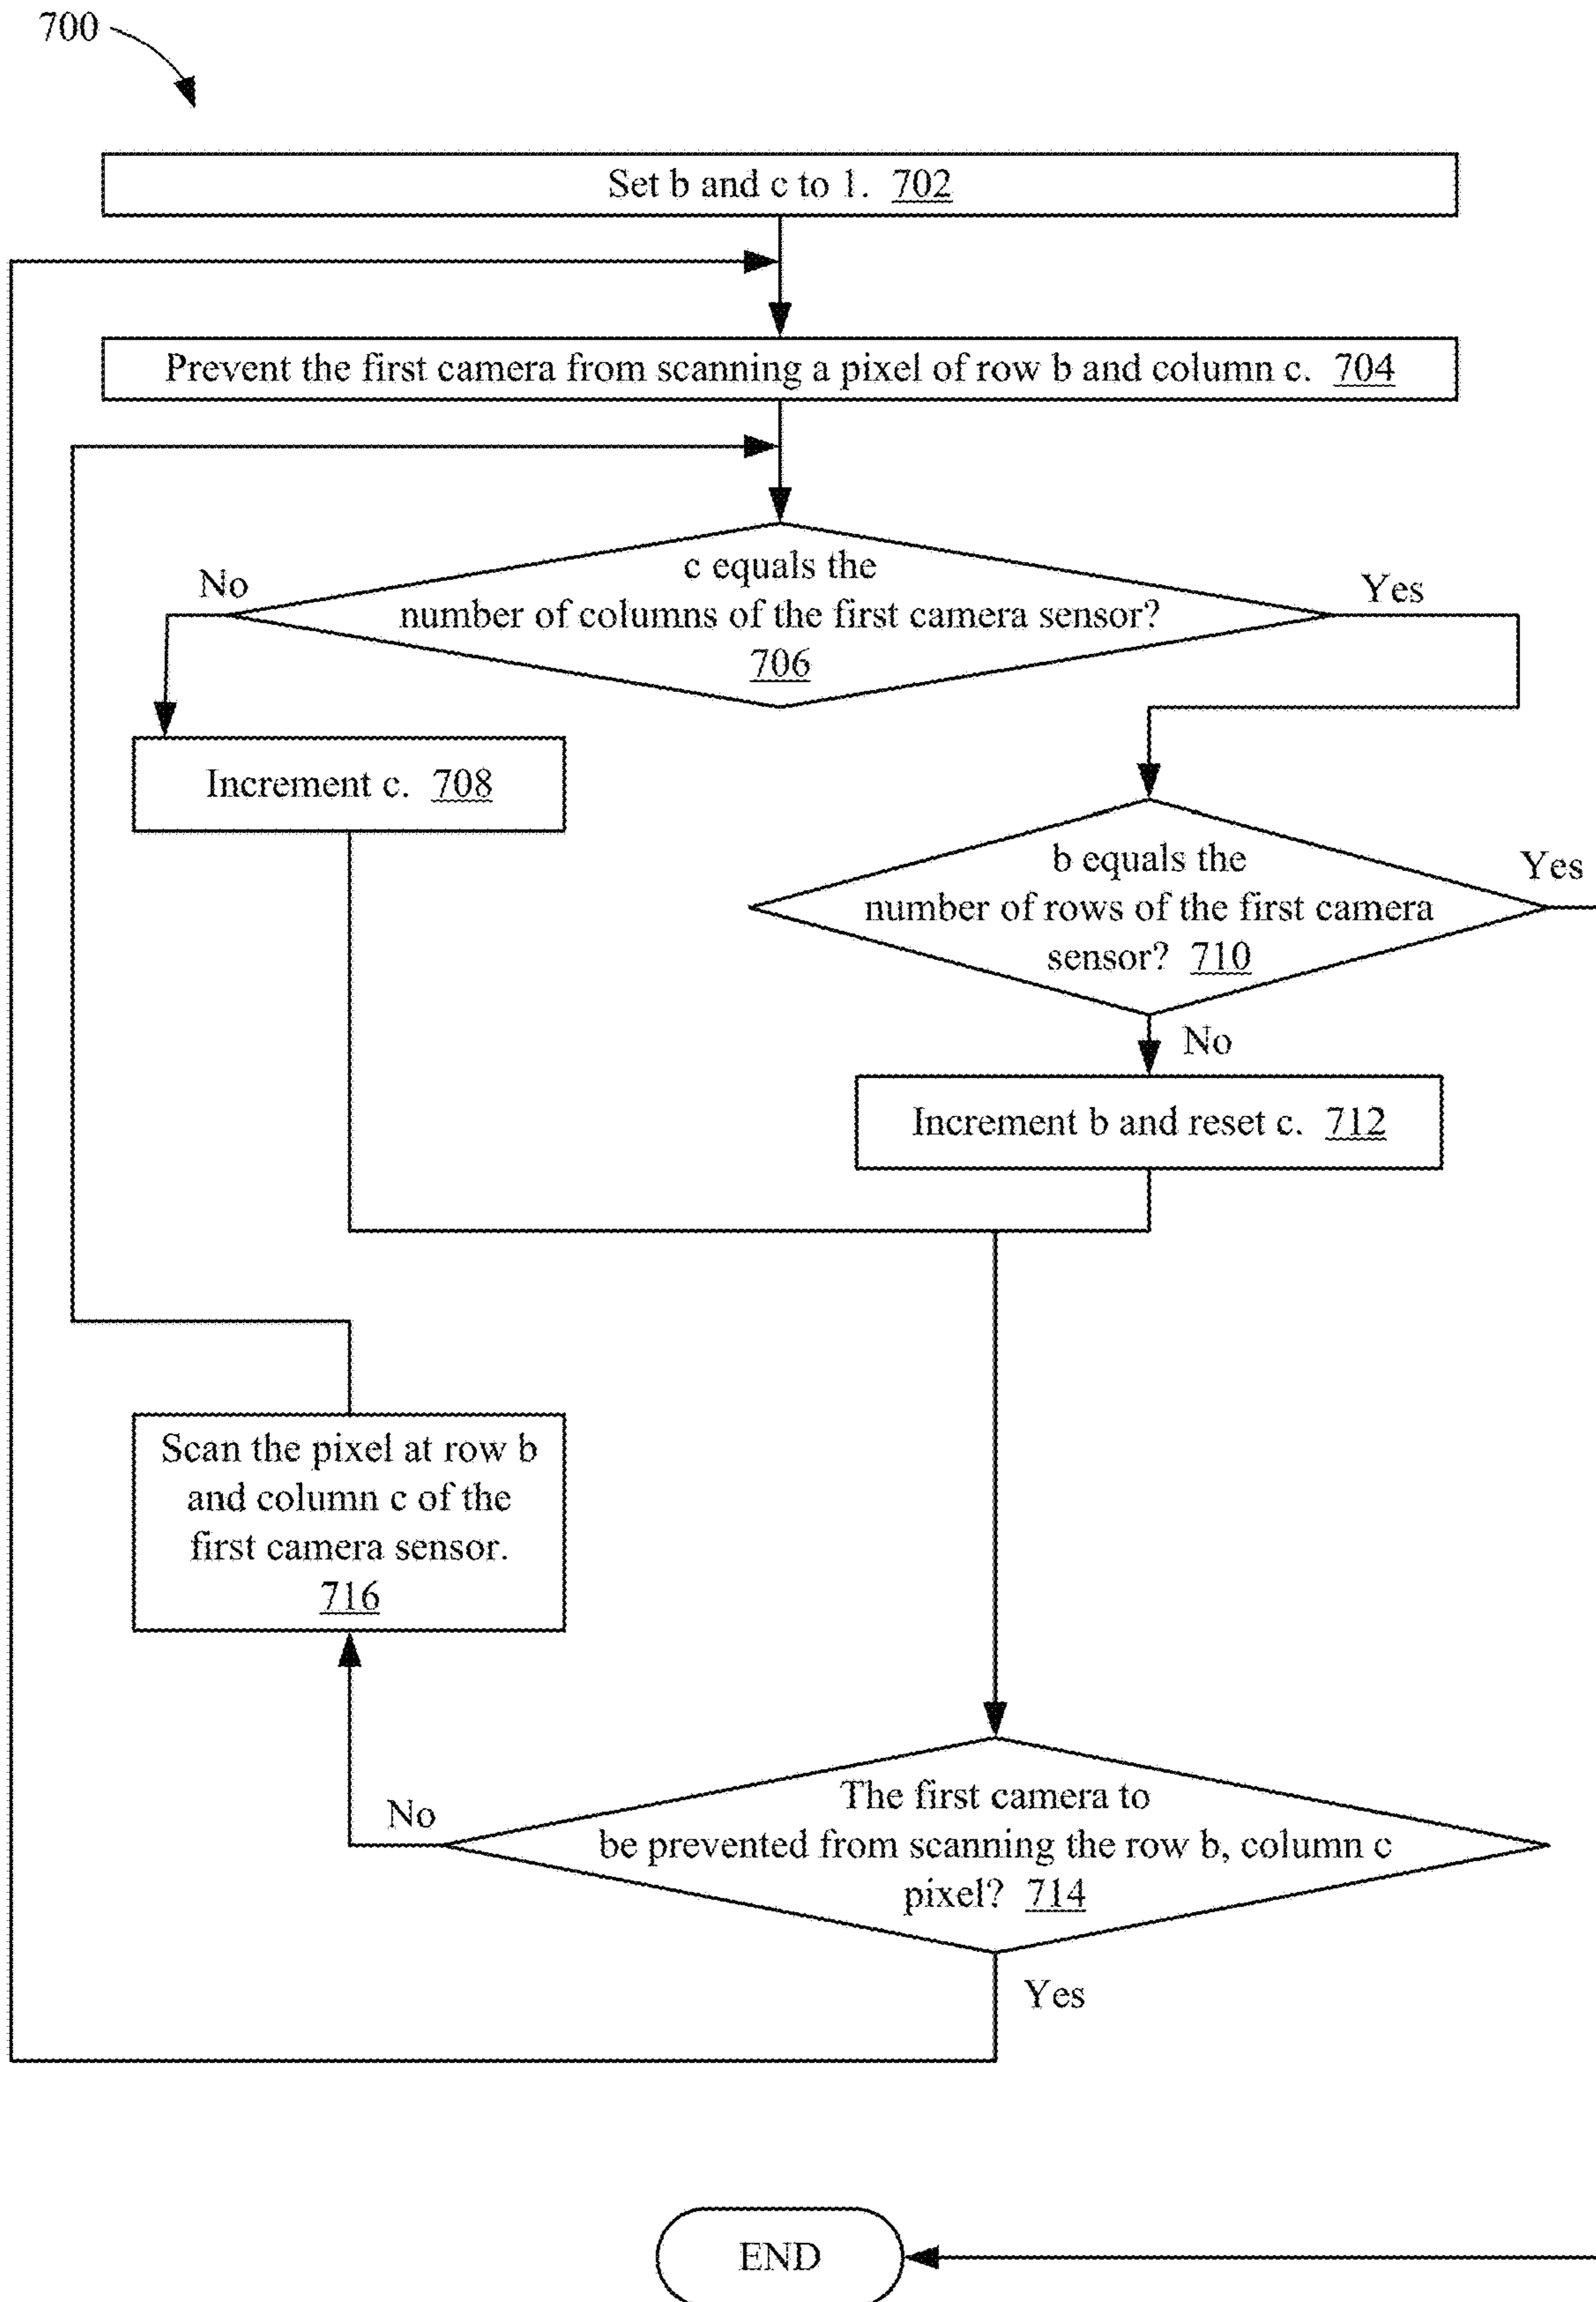 700
Set b and c to 1. 702
Prevent the first camera from scanning a pixel of row b and column c. 704
c equals the
No
Yes
number of columns of the first camera sensor?
706
Increment c. 708
b equals the
Yes
number of rows of the first camera
sensor? 710
No
Increment b and reset c. 712
Scan the pixel at row b
and column c of the
first camera sensor.
716
The first camera to
No
be prevented from scanning the row b, column c
pixel? 714
Yes
END